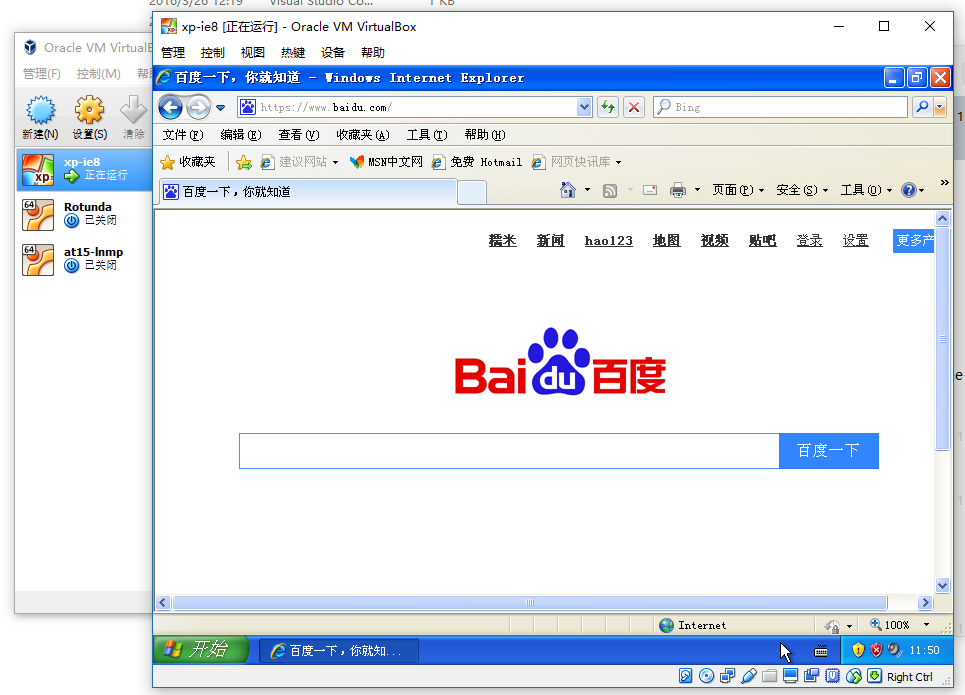 2016/3/26 12:19 Visual Studio Co... 1 KB
xp-ie8 [正在运行] - Oracle VM VirtualBox
Oracle VM VirtualB
管理 控制 视图 热键 设备 帮助
管理(F) 控制(M) 帮
百度一下，你就知道 - Windows Internet Explorer
https://www.baidu.com/
Bing
新建(N) 设置(S) 清除
文件(F) 编辑(E) 查看(V) 收藏夹(A) 工具(T) 帮助(H)
收藏夹 建议网站 MSN中文网 免费 Hotmail 网页快讯库
xp-ie8
正在运行
百度一下，你就知道
页面(P) 安全(S) 工具(O)
Rotunda
已关闭
at15-lnmp
已关闭
糯米 新闻 hao123 地图 视频 贴吧 登录 设置 更多产
Bai du 百度
百度一下
Internet
100%
开始
百度一下，你就知...
11:50
Right Ctrl